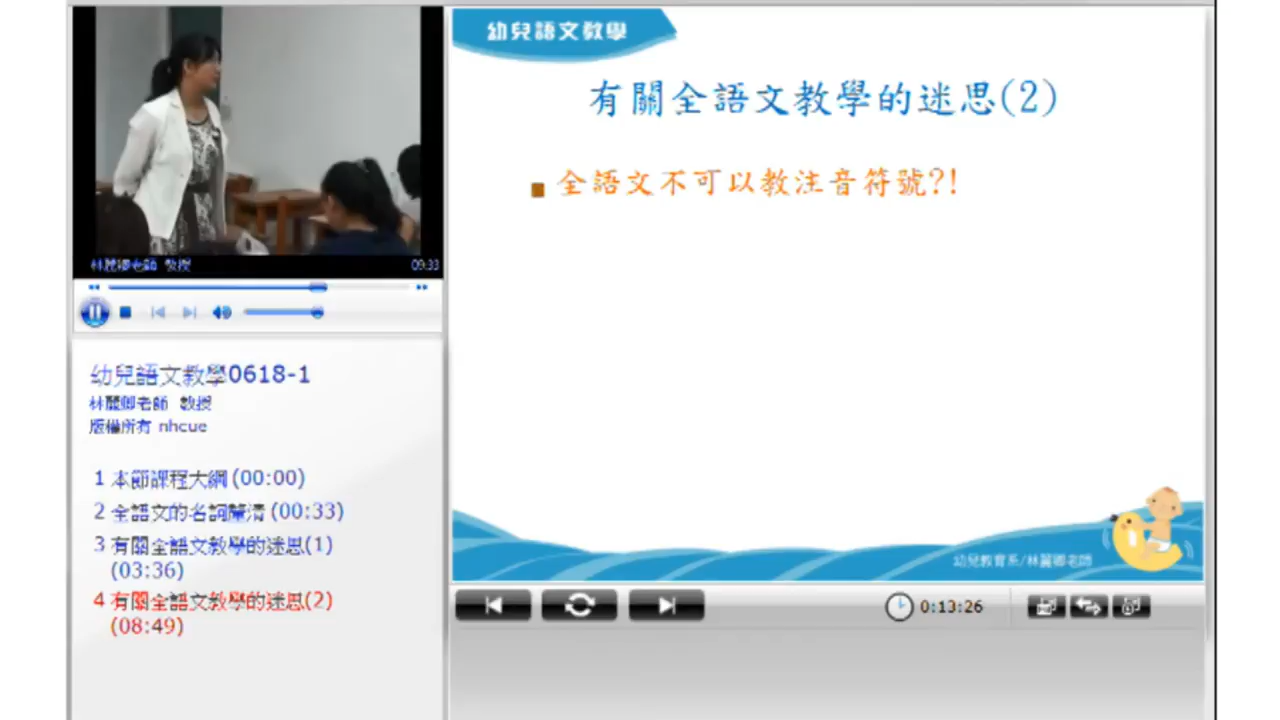 林麗卿老師 教授
09:33
幼兒語文教學0618-1
林麗卿老師 教授
版權所有 nhcue
1 本節課程大綱 (00:00)
2 全語文的名詞釐清 (00:33)
3 有關全語文教學的迷思(1)
(03:36)
4 有關全語文教學的迷思(2)
(08:49)
幼兒語文教學
有關全語文教學的迷思(2)
全語文不可以教注音符號?!
幼兒教育系/林麗卿老師
0:13:26